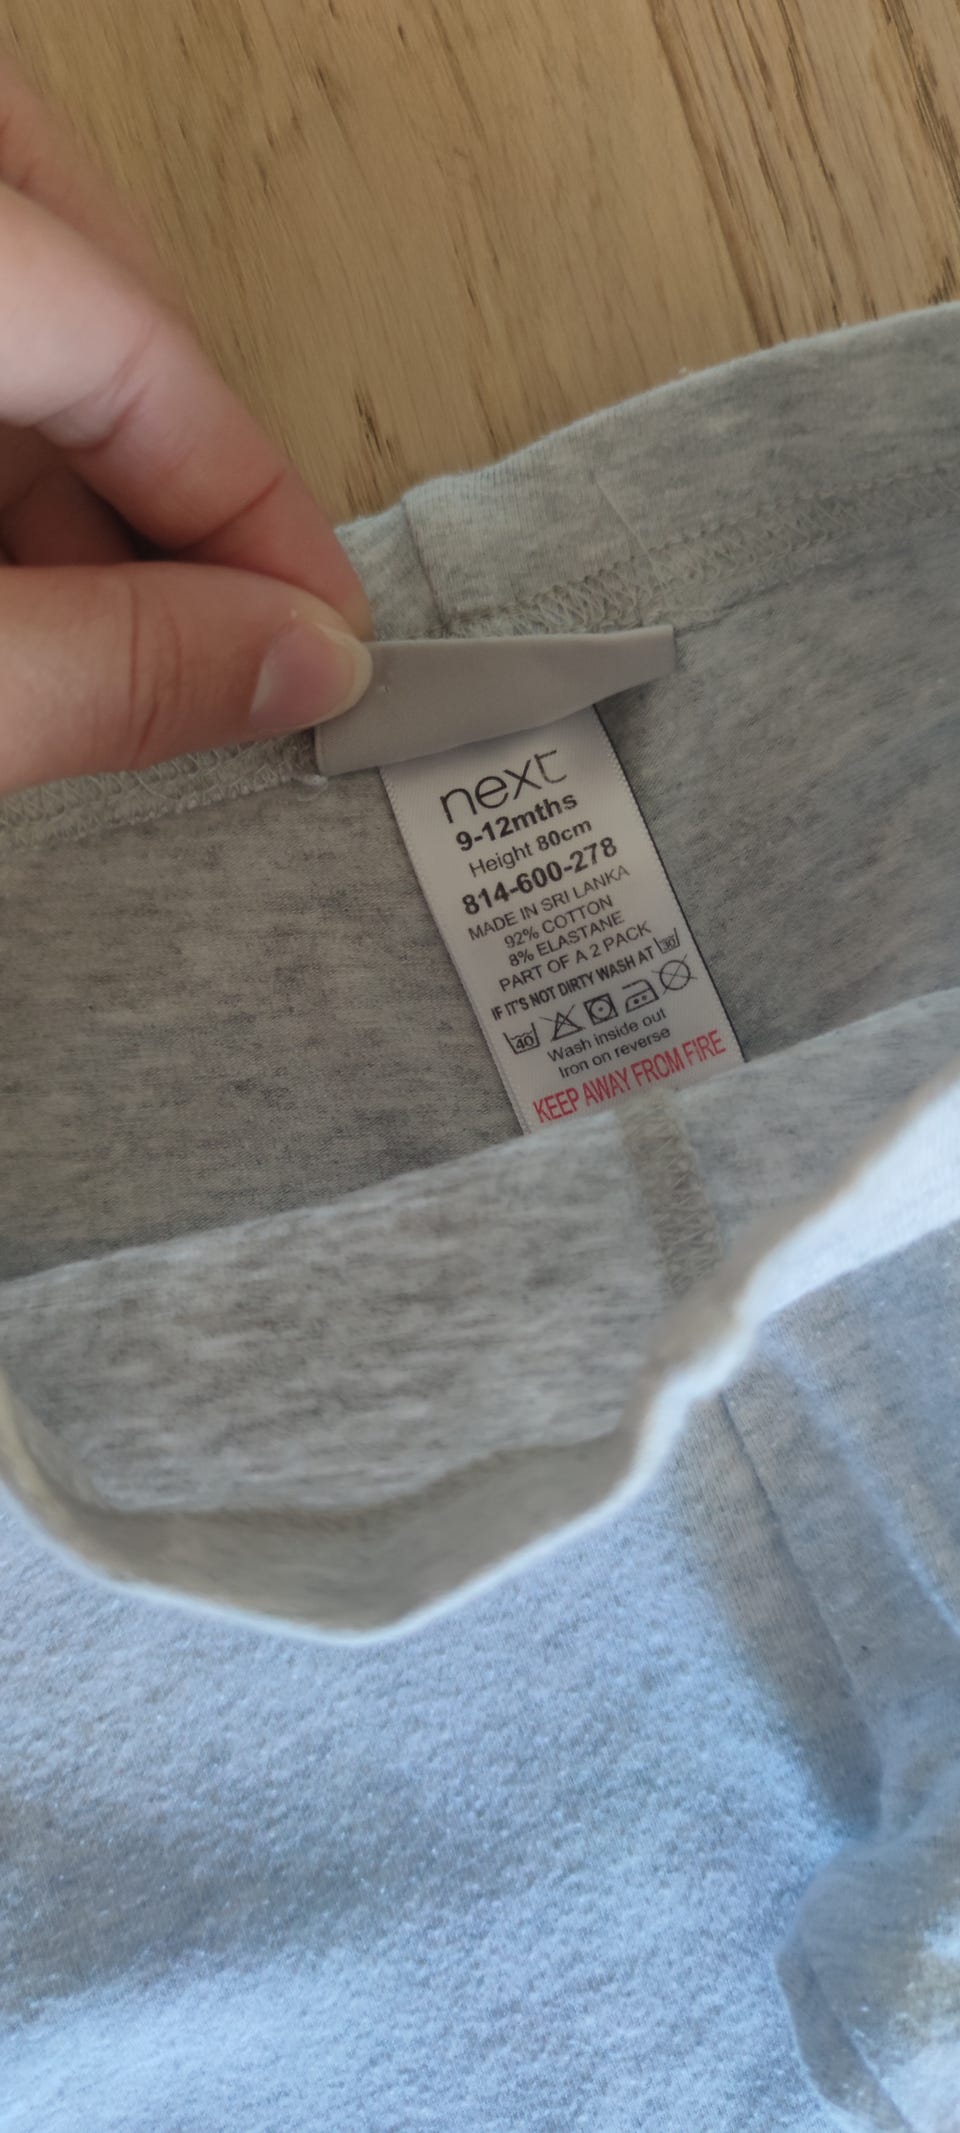 next
9-12mths
Height 80cm
814-600-278
MADE IN SRI LANKA
92% COTTON
8% ELASTANE
PART OF A 2 PACK
IF IT'S NOT DIRTY WASH AT 30
40
Wash inside out
Iron on reverse
KEEP AWAY FROM FIRE